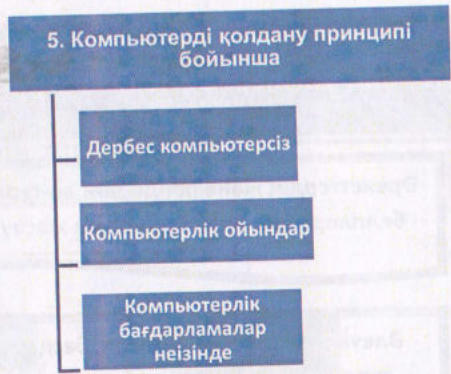 5. Компьютерді қолдану принципі
бойынша
Дербес компьютерсіз
Компьютерлік ойындар
Компьютерлік
бағдарламалар
неізінде